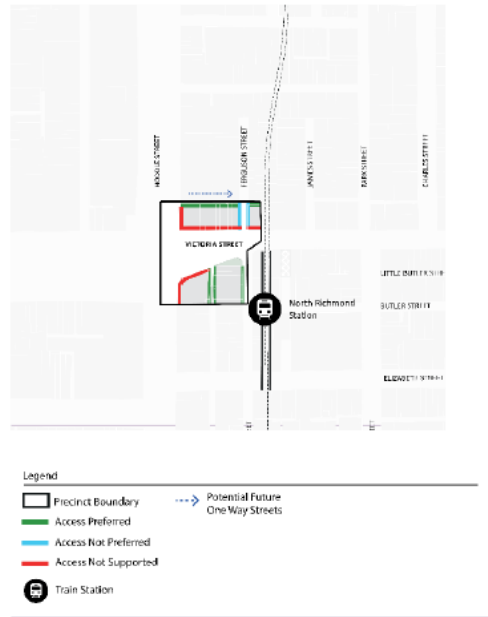 HODDLE STREET
FERGUSON STREET
JAMES STREET
PARK STREET
CHARLES STREET
VICTORIA STREET
LITTLE BUTLER STREET
North Richmond
Station
BUTLER STREET
ELIZABETH STREET
Legend
Precinct Boundary
Access Preferred
Access Not Preferred
Access Not Supported
Train Station
Potential Future
One Way Streets